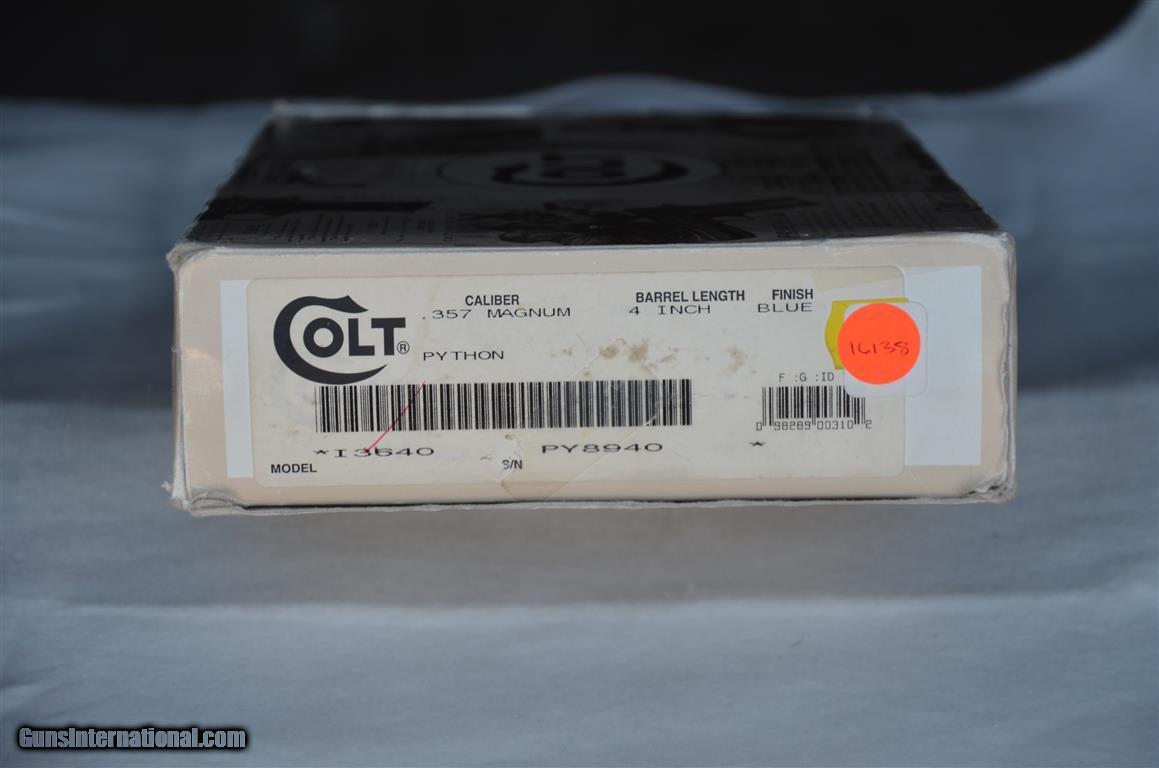 COLT
CALIBER BARREL LENGTH FINISH
.357 MAGNUM 4 INCH BLUE
COLT®
PYTHON
16138
F :G :ID
0 98289 00310 2
*I3640 PY8940 *
MODEL S/N
GunsInternational.com